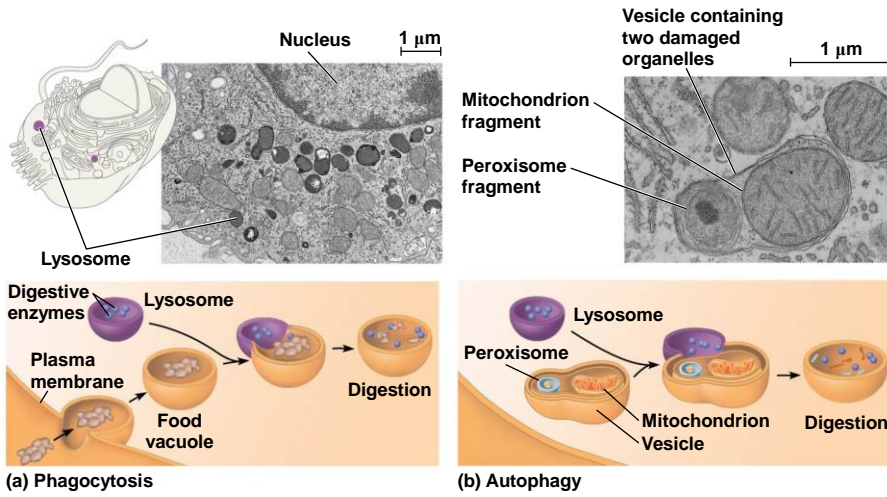 Nucleus
1 μm
Lysosome
Digestive
enzymes
Lysosome
Plasma
membrane
Food
vacuole
Digestion
(a) Phagocytosis
Vesicle containing
two damaged
organelles
1 μm
Mitochondrion
fragment
Peroxisome
fragment
Lysosome
Peroxisome
Mitochondrion
Vesicle
Digestion
(b) Autophagy